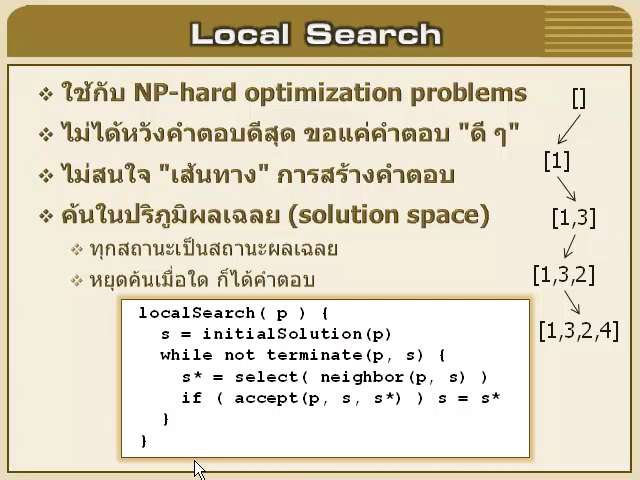 Local Search
ใช้กับ NP-hard optimization problems
ไม่ได้หวังคำตอบดีสุด ขอแค่คำตอบ "ดี ๆ"
ไม่สนใจ "เส้นทาง" การสร้างคำตอบ
ค้นในปริภูมิผลเฉลย (solution space)
ทุกสถานะเป็นสถานะผลเฉลย
หยุดค้นเมื่อใด ก็ได้คำตอบ
localSearch( p ) {
s = initialSolution(p)
while not terminate(p, s) {
s* = select( neighbor(p, s) )
if ( accept(p, s, s*) ) s = s*
}
}
[]
[1]
[1,3]
[1,3,2]
[1,3,2,4]